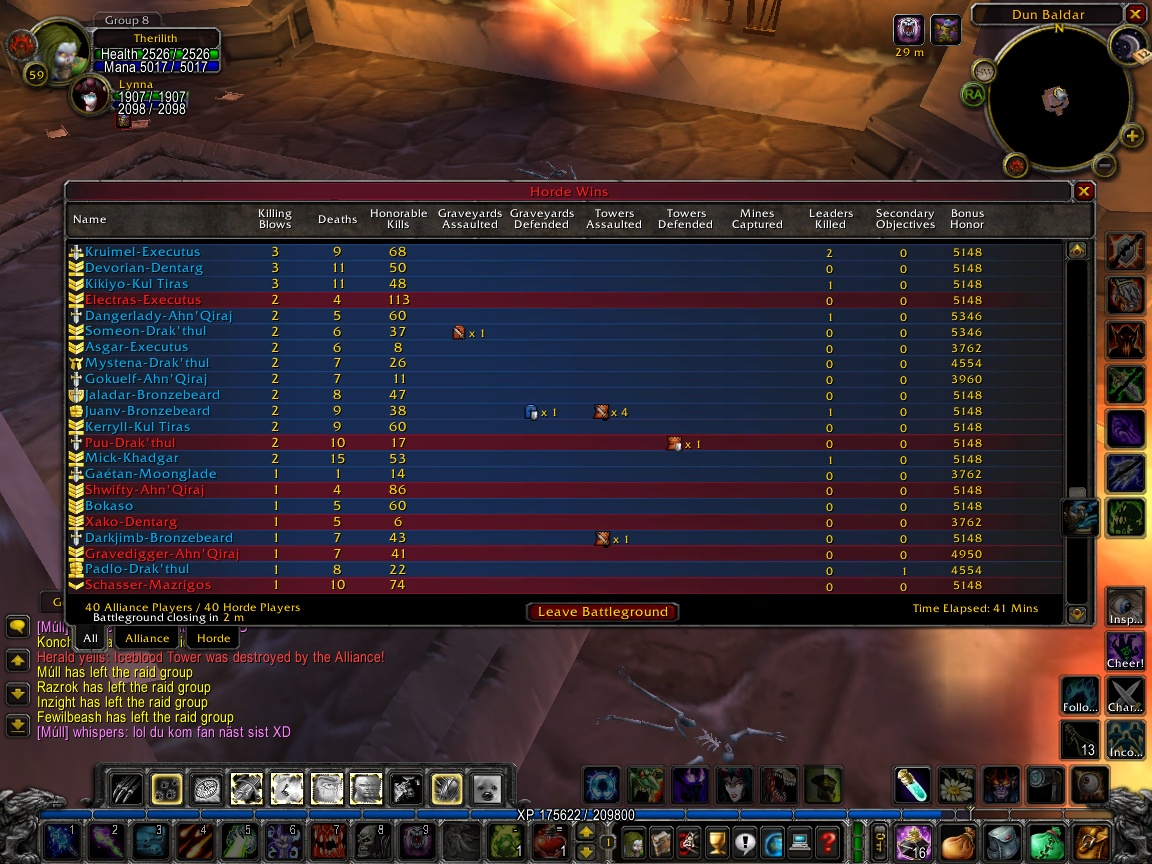 Group 8
Therilith
Health 2526 / 2526
Mana 5017 / 5017
59
Lynna
1907 / 1907
2098 / 2098
29 m
Dun Baldar
N
SW
RA
Horde Wins
Name Killing Blows Deaths Honorable Kills Graveyards Assaulted Graveyards Defended Towers Assaulted Towers Defended Mines Captured Leaders Killed Secondary Objectives Bonus Honor
Kruimel-Executus 3 9 68 2 0 5148
Devorian-Dentarg 3 11 50 0 0 5148
Kikiyo-Kul Tiras 3 11 48 1 0 5148
Electras-Executus 2 4 113 0 0 5148
Dangerlady-Ahn'Qiraj 2 5 60 1 0 5346
Someon-Drak'thul 2 6 37 x 1 0 0 5346
Asgar-Executus 2 6 8 0 0 3762
Mystena-Drak'thul 2 7 26 0 0 4554
Gokuelf-Ahn'Qiraj 2 7 11 0 0 3960
Jaladar-Bronzebeard 2 8 47 0 0 5148
Juanv-Bronzebeard 2 9 38 x 1 x 4 1 0 5148
Kerryll-Kul Tiras 2 9 60 0 0 5148
Puu-Drak'thul 2 10 17 x 1 0 0 5148
Mick-Khadgar 2 15 53 1 0 5148
Gaétan-Moonglade 1 1 14 0 0 3762
Shwifty-Ahn'Qiraj 1 4 86 0 0 5148
Bokaso 1 5 60 0 0 5148
Xako-Dentarg 1 5 6 0 0 3762
Darkjimb-Bronzebeard 1 7 43 x 1 0 0 5148
Gravedigger-Ahn'Qiraj 1 7 41 0 0 4950
Padlo-Drak'thul 1 8 22 0 1 4554
Schasser-Mazrigos 1 10 74 0 0 5148
40 Alliance Players / 40 Horde Players
Battleground closing in 2 m
Leave Battleground
Time Elapsed: 41 Mins
All Alliance Horde
Herald yells: Iceblood Tower was destroyed by the Alliance!
Múll has left the raid group
Razrok has left the raid group
Inzight has left the raid group
Fewilbeash has left the raid group
[Múll] whispers: lol du kom fan näst sist XD
Insp...
Cheer!
Follo... Char...
13 Inco...
XP 175622 / 209800
1 2 3 4 5 6 7 8 9 1 1 1 16